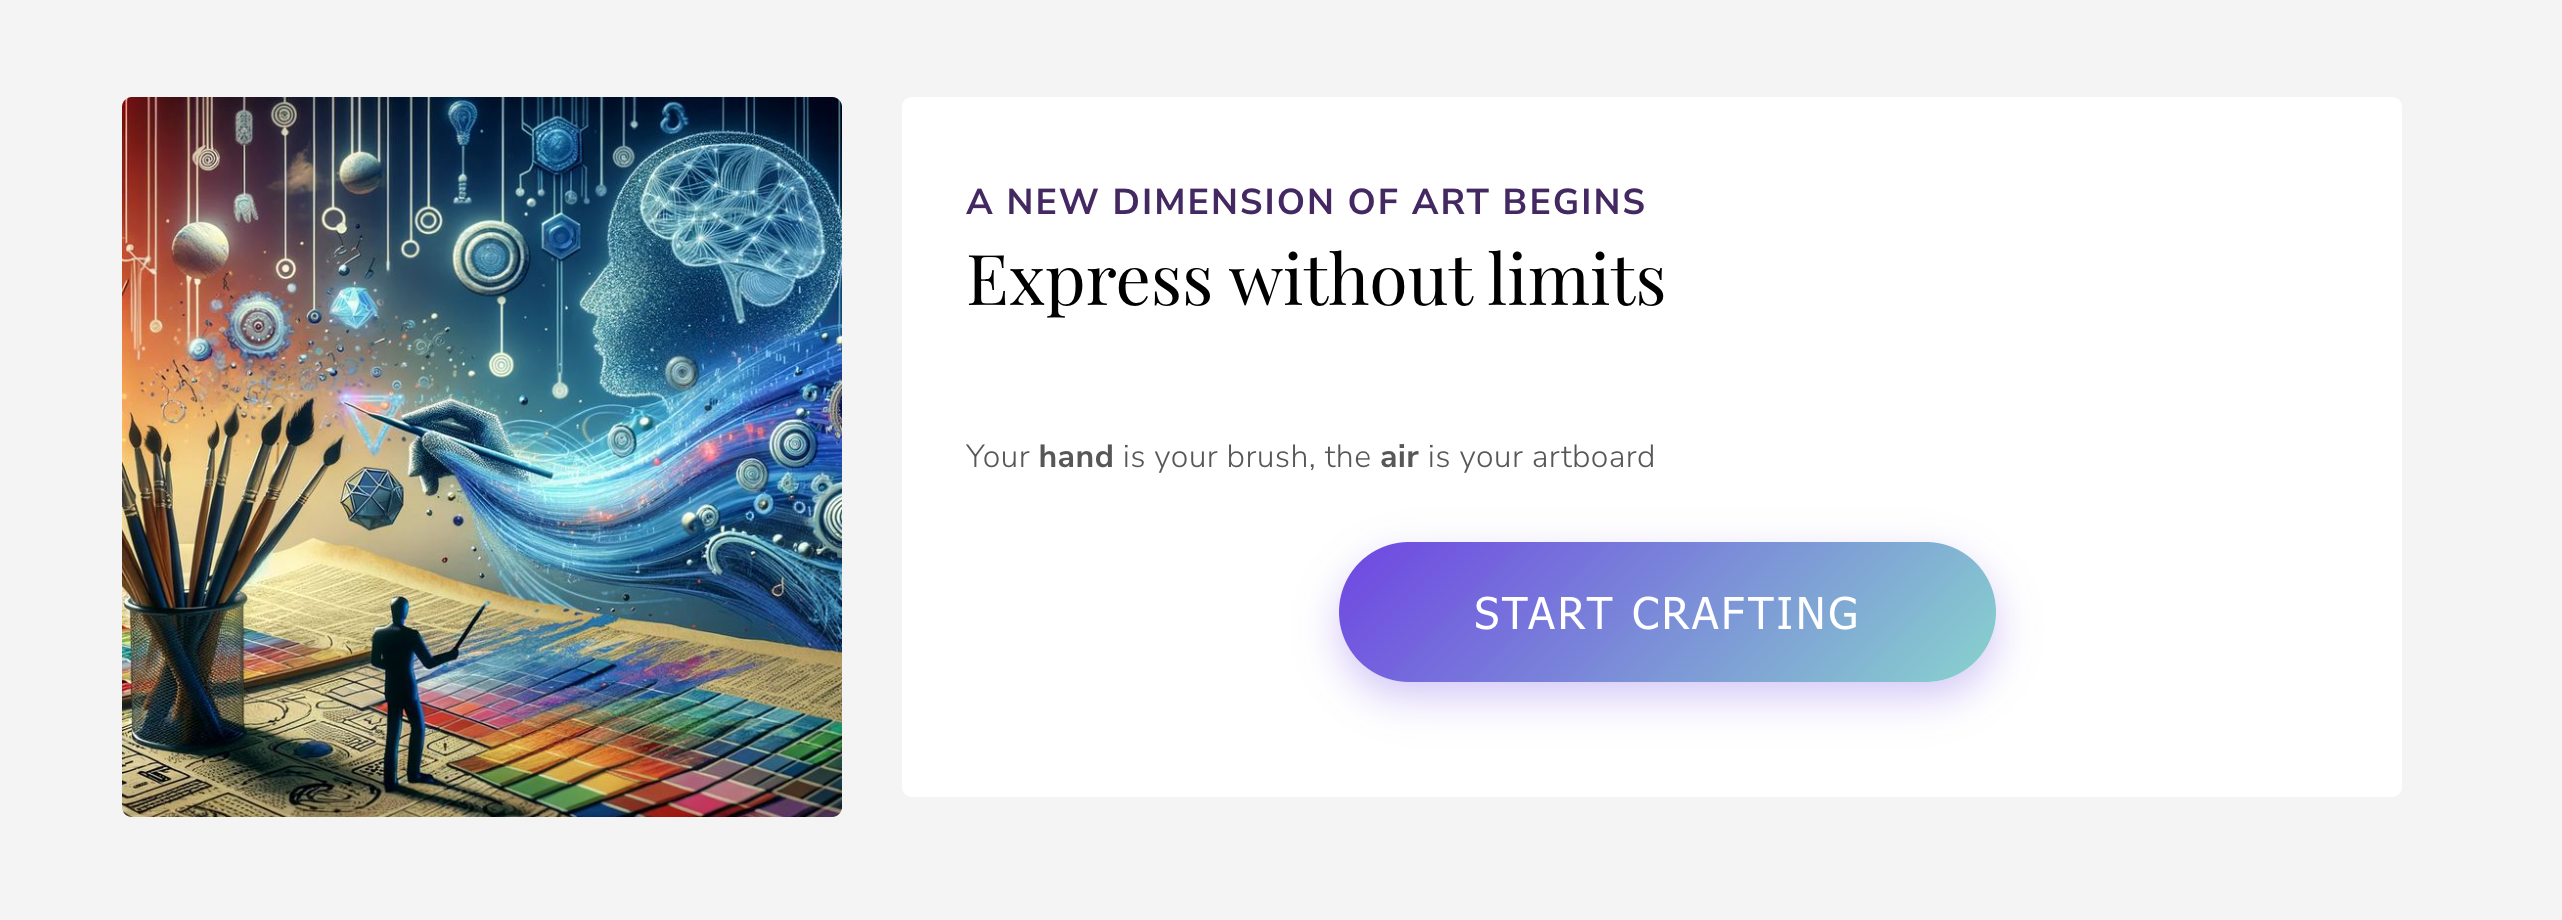 A NEW DIMENSION OF ART BEGINS
Express without limits
Your hand is your brush, the air is your artboard
START CRAFTING